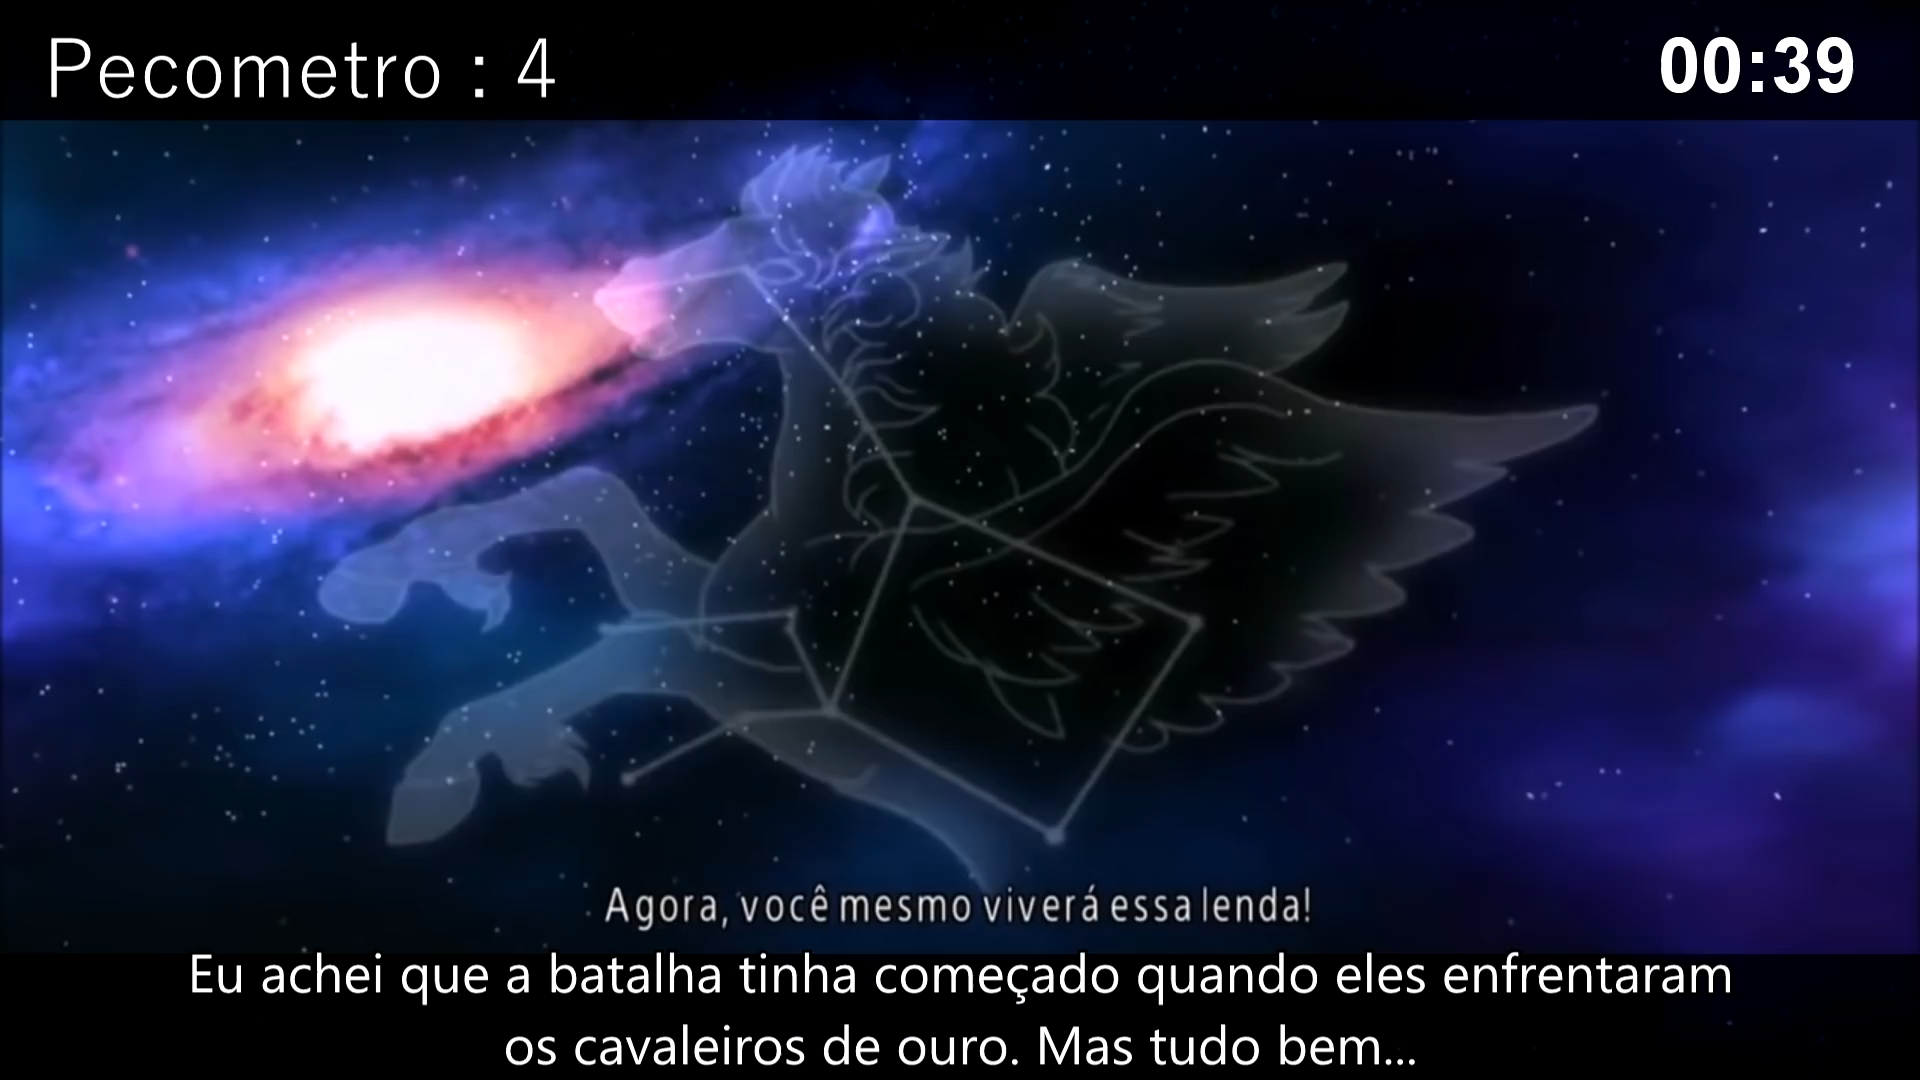 Pecometro : 4
00:39
Agora, você mesmo viverá essa lenda!
Eu achei que a batalha tinha começado quando eles enfrentaram
os cavaleiros de ouro. Mas tudo bem...